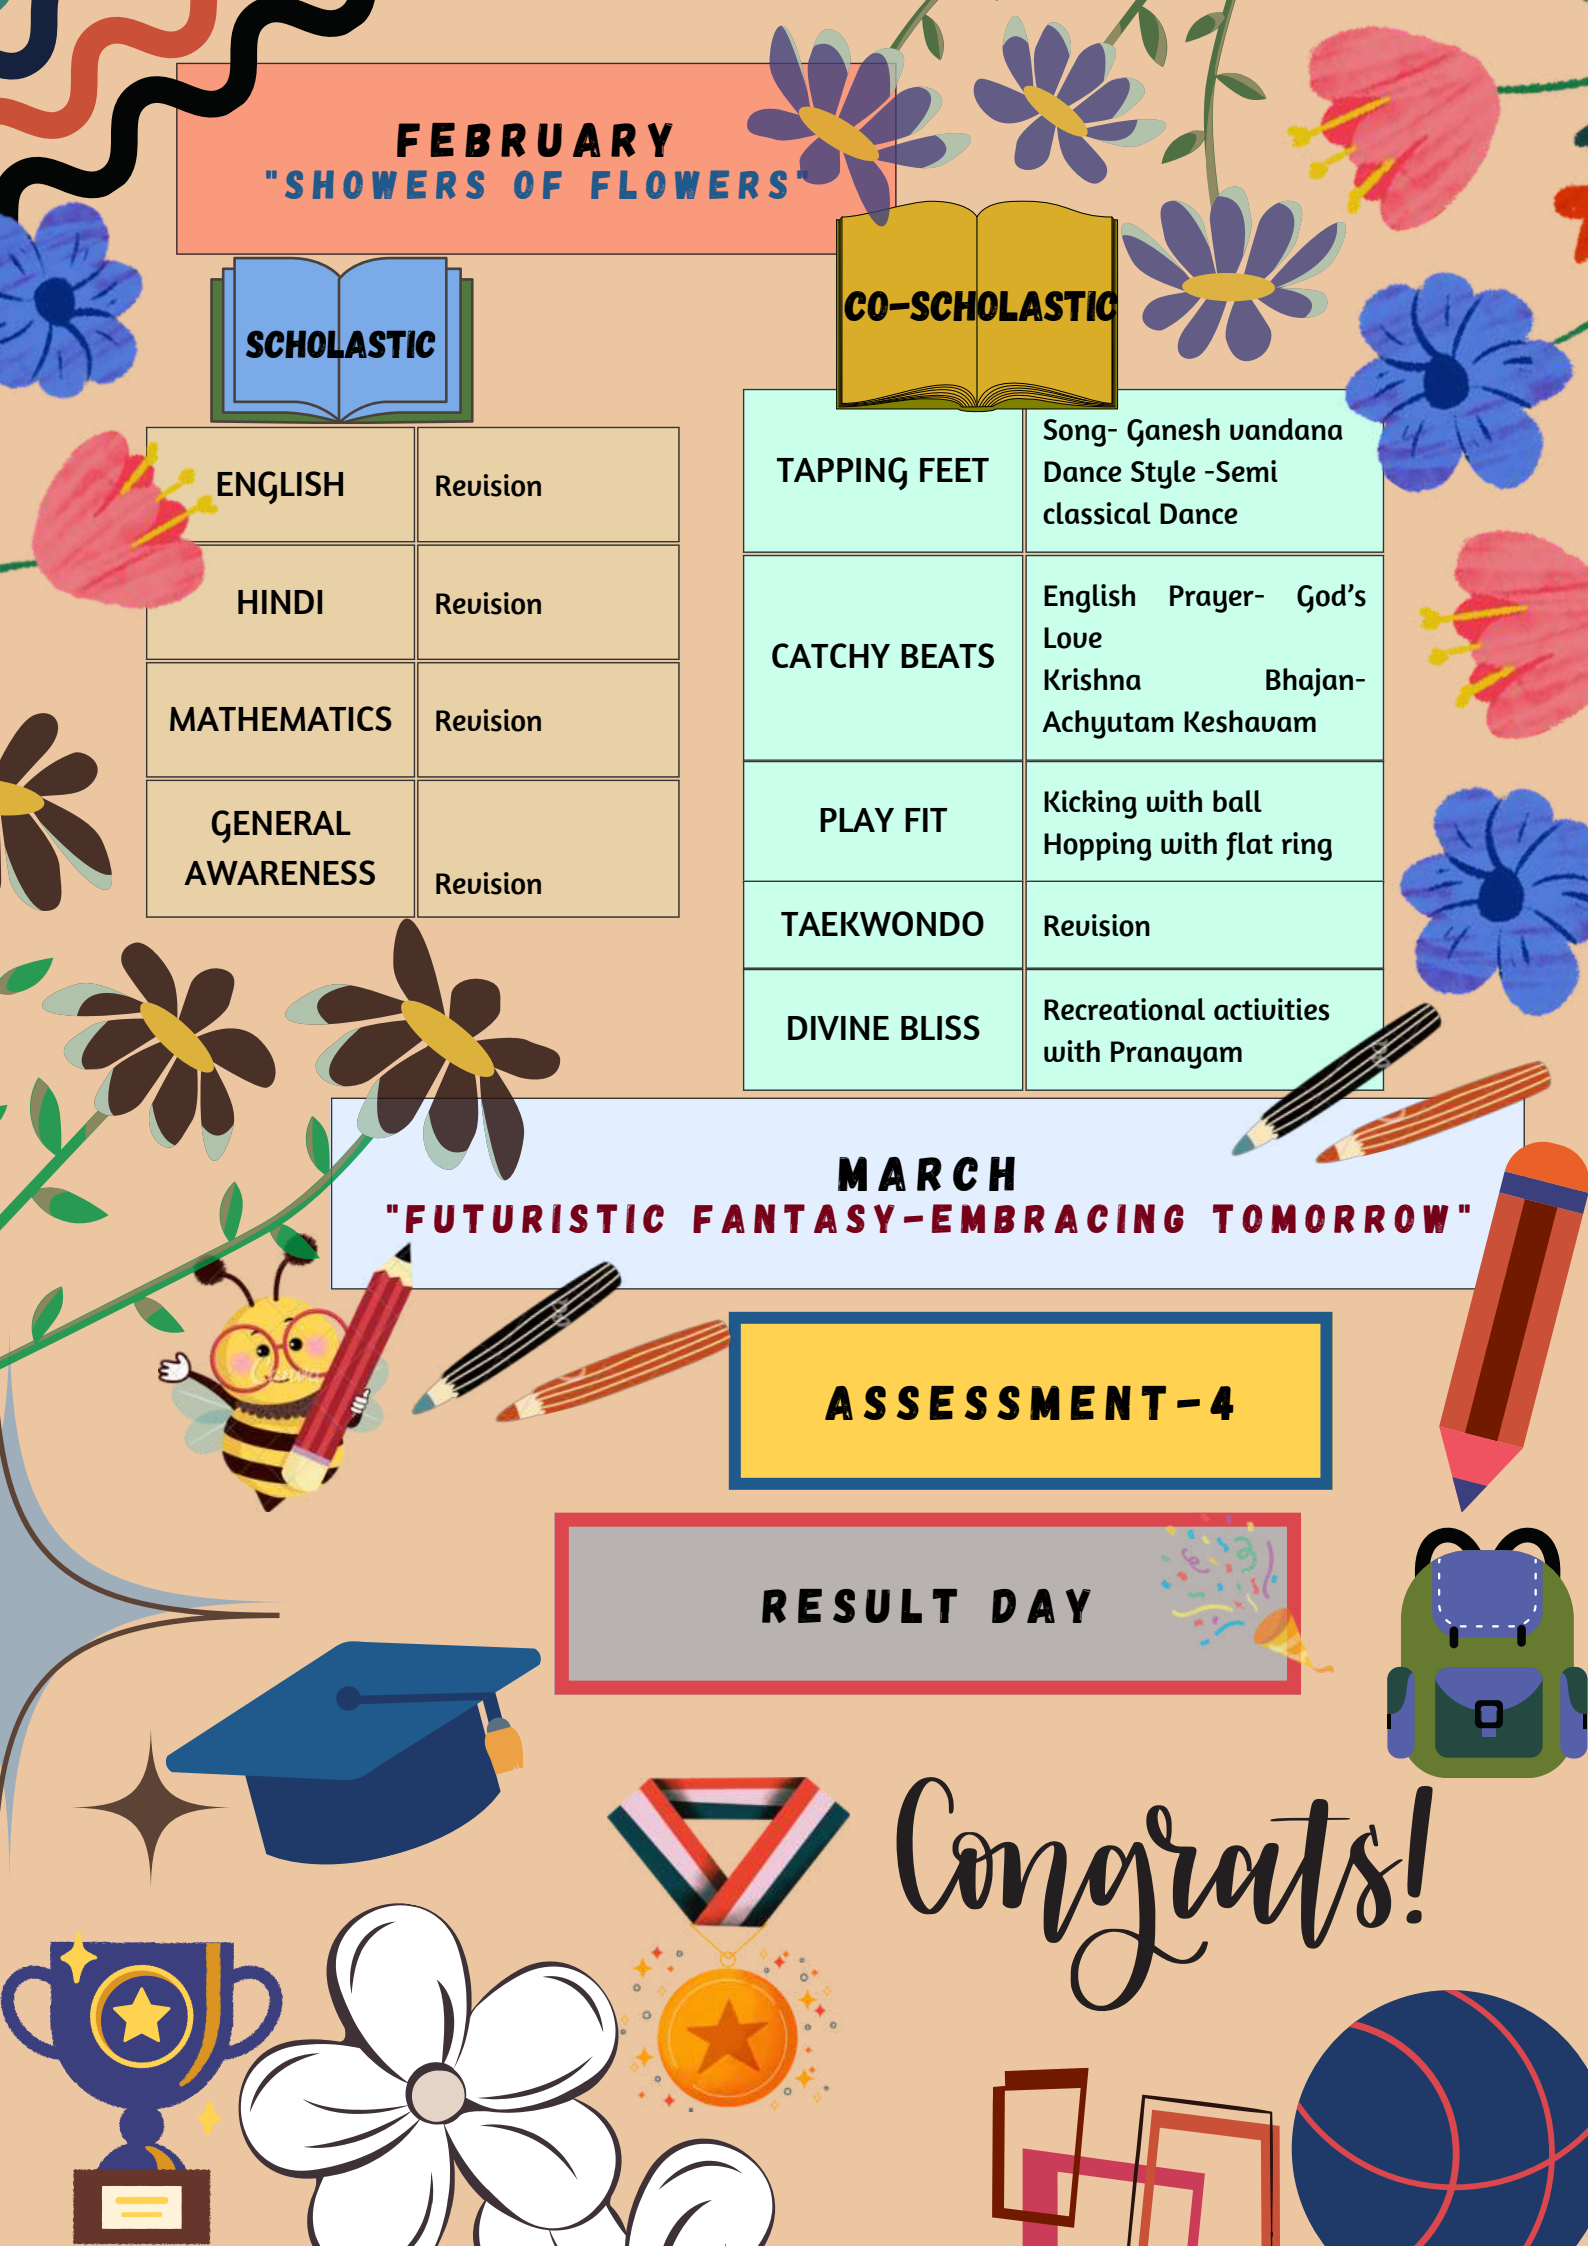 FEBRUARY
"SHOWERS OF FLOWERS"
SCHOLASTIC
ENGLISH
Revision
HINDI
Revision
MATHEMATICS
Revision
GENERAL
AWARENESS
Revision
CO-SCHOLASTIC
TAPPING FEET
Song- Ganesh vandana
Dance Style -Semi
classical Dance
CATCHY BEATS
English Prayer- God’s
Love
Krishna Bhajan-
Achyutam Keshavam
PLAY FIT
Kicking with ball
Hopping with flat ring
TAEKWONDO
Revision
DIVINE BLISS
Recreational activities
with Pranayam
MARCH
"FUTURISTIC FANTASY-EMBRACING TOMORROW"
ASSESSMENT-4
RESULT DAY
Congrats!